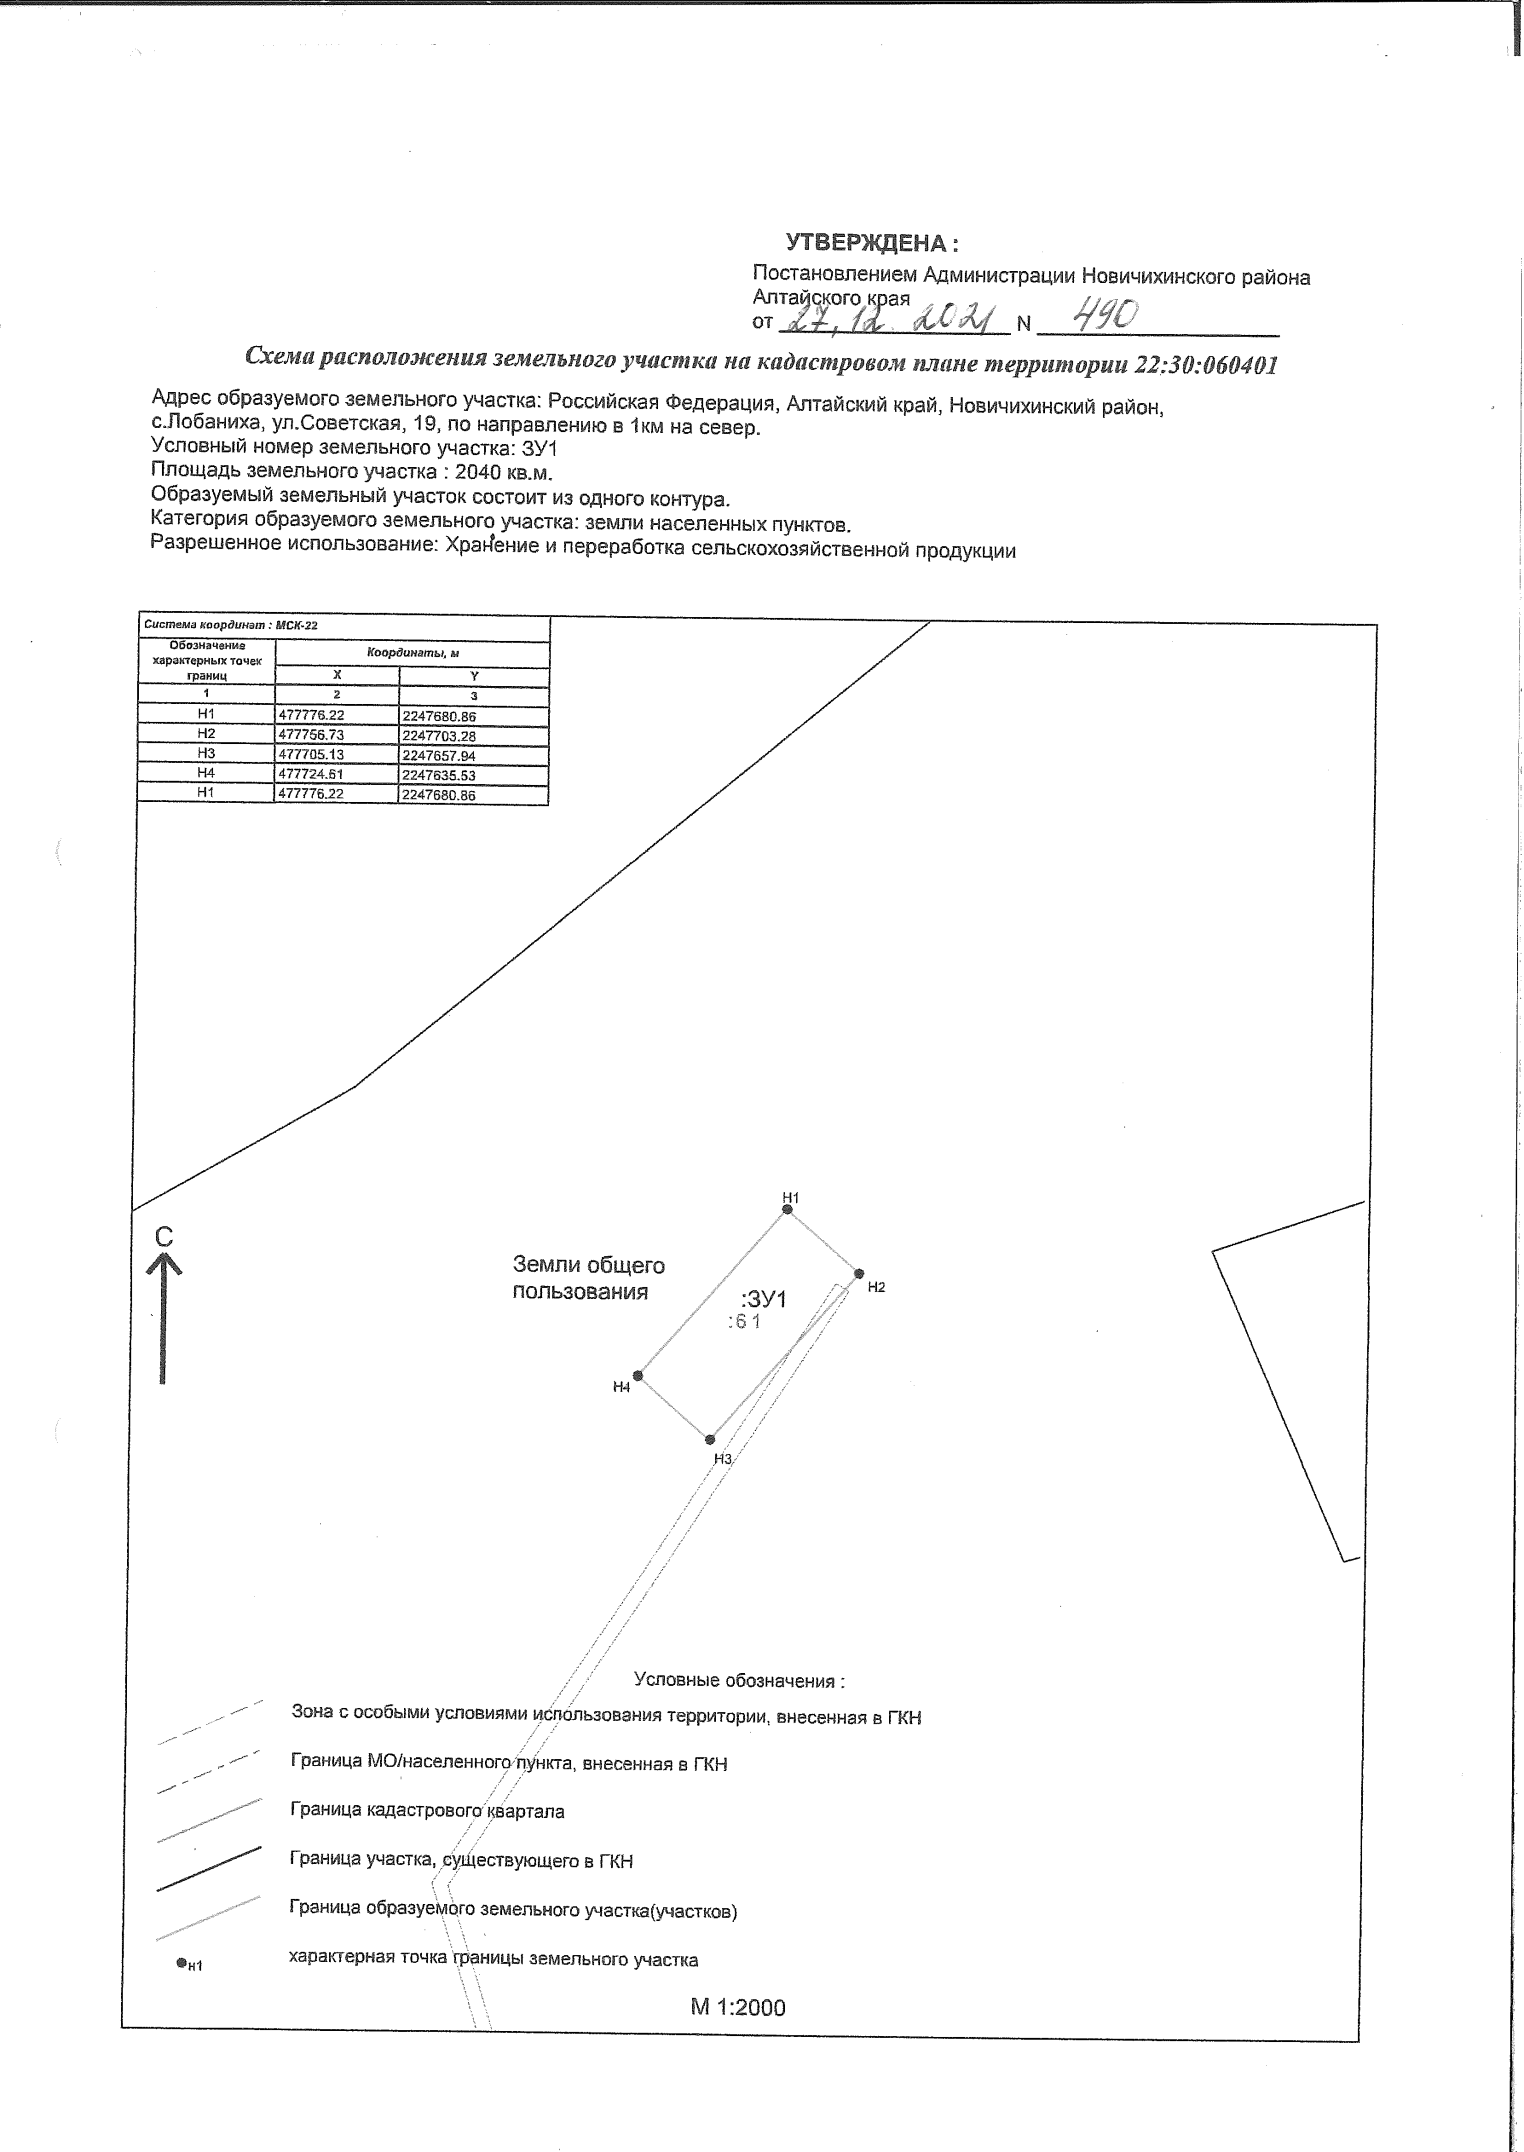 УТВЕРЖДЕНА :
Постановлением Администрации Новичихинского района
Алтайского края
от 27.12. 2021 N 490
Схема расположения земельного участка на кадастровом плане территории 22:30:060401
Адрес образуемого земельного участка: Российская Федерация, Алтайский край, Новичихинский район,
с.Лобаниха, ул.Советская, 19, по направлению в 1км на север.
Условный номер земельного участка: ЗУ1
Площадь земельного участка : 2040 кв.м.
Образуемый земельный участок состоит из одного контура.
Категория образуемого земельного участка: земли населенных пунктов.
Разрешенное использование: Хранение и переработка сельскохозяйственной продукции
Система координат : МСК-22
Обозначение характерных точек границ Координаты, м
X Y
1 2 3
Н1 477776.22 2247680.86
Н2 477756.73 2247703.28
Н3 477705.13 2247657.94
Н4 477724.61 2247635.53
Н1 477776.22 2247680.86
С
Н1
Земли общего
пользования
Н2
:ЗУ1
:61
Н4
Н3
Условные обозначения :
Зона с особыми условиями использования территории, внесенная в ГКН
Граница МО/населенного пункта, внесенная в ГКН
Граница кадастрового квартала
Граница участка, существующего в ГКН
Граница образуемого земельного участка(участков)
н1 характерная точка границы земельного участка
М 1:2000